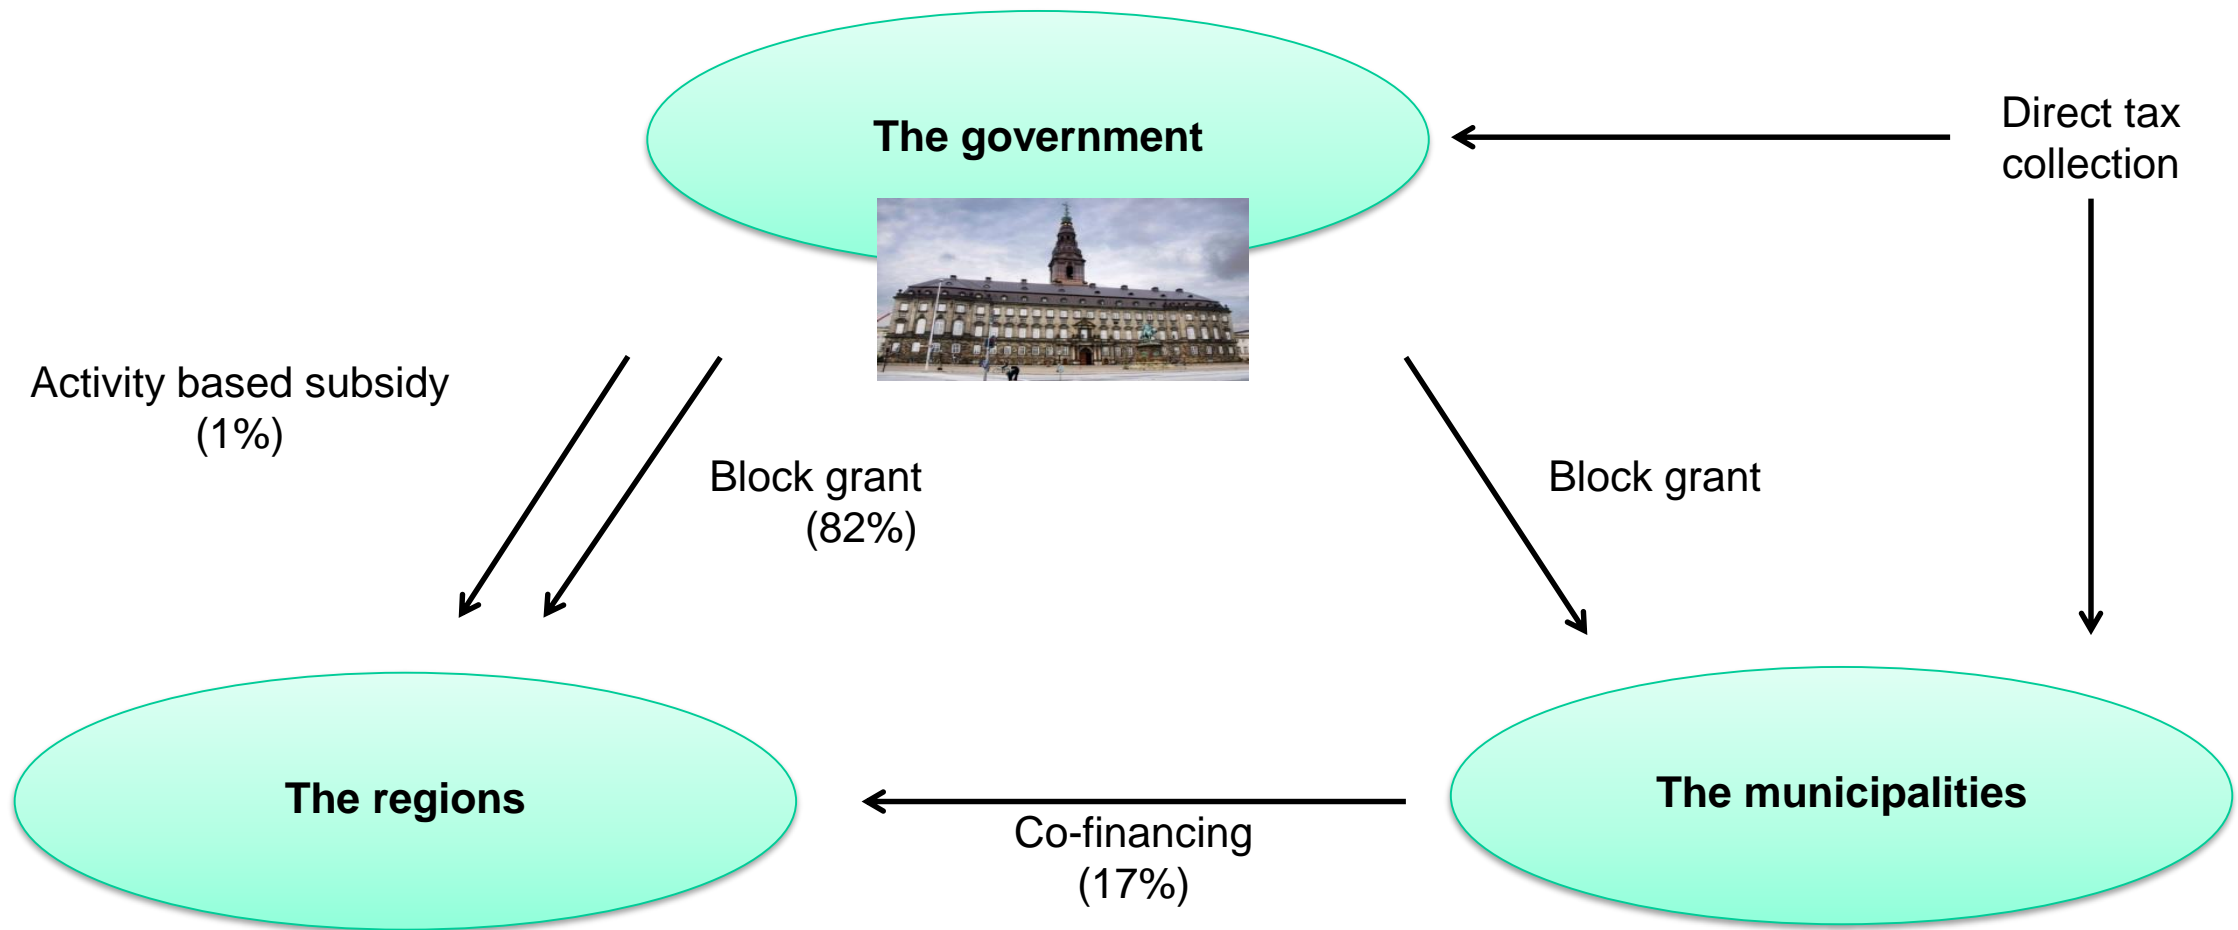 The government
Direct tax
collection
Activity based subsidy
(1%)
Block grant
(82%)
Block grant
The regions
Co-financing
(17%)
The municipalities